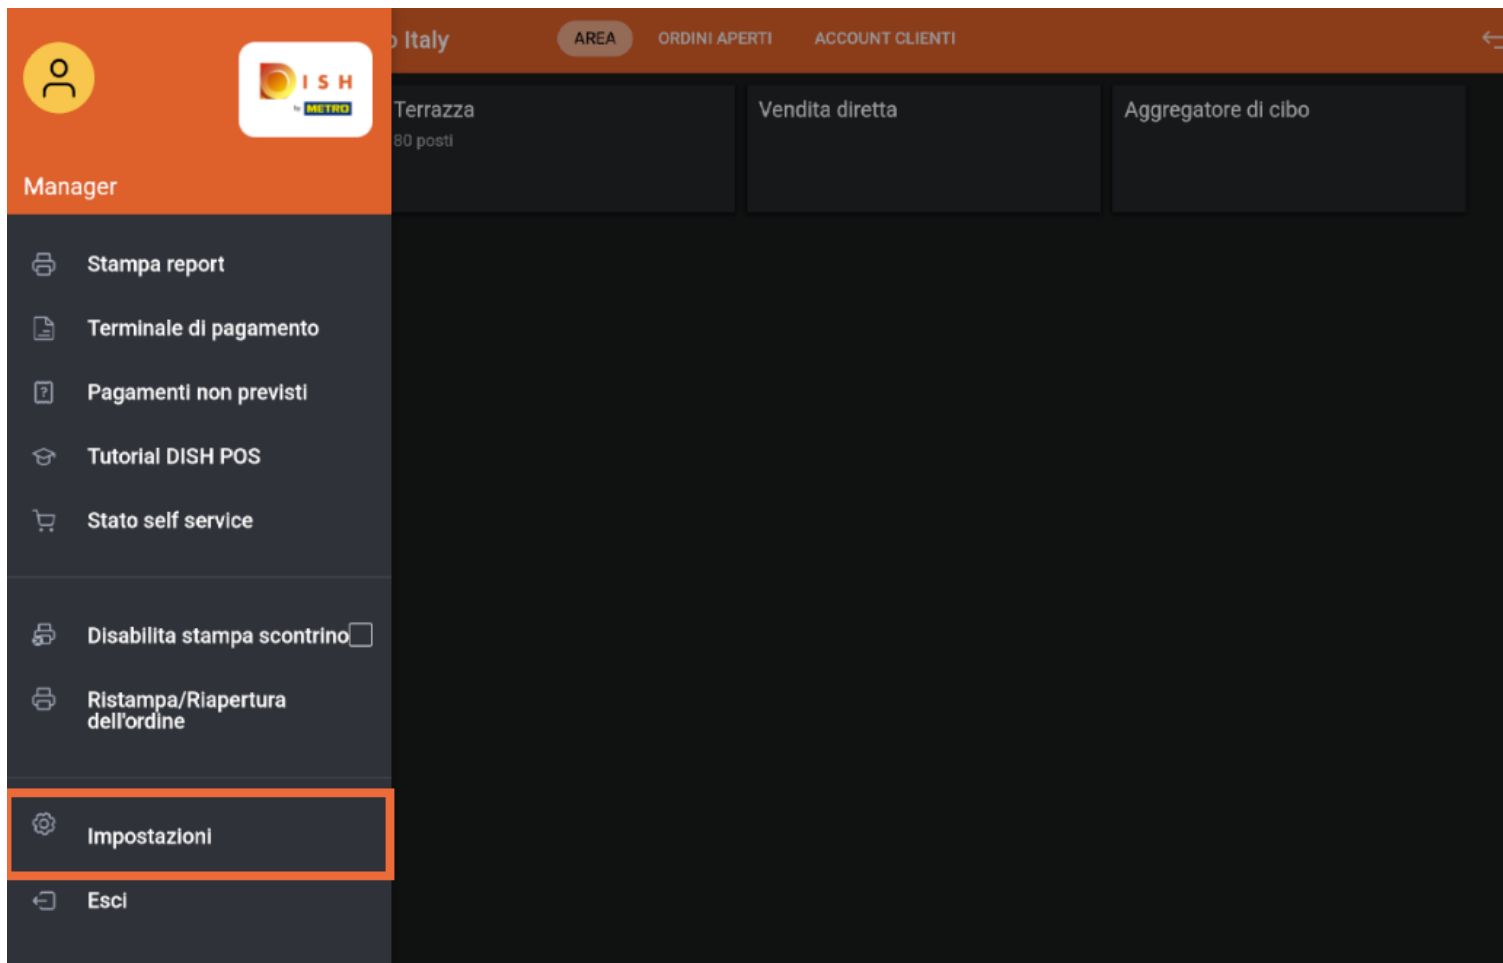 Italy
AREA
ORDINI APERTI
ACCOUNT CLIENTI
ISH
by METRO
Manager
Terrazza
80 posti
Vendita diretta
Aggregatore di cibo
Stampa report
Terminale di pagamento
Pagamenti non previsti
Tutorial DISH POS
Stato self service
Disabilita stampa scontrino
Ristampa/Riapertura
dell'ordine
Impostazioni
Esci